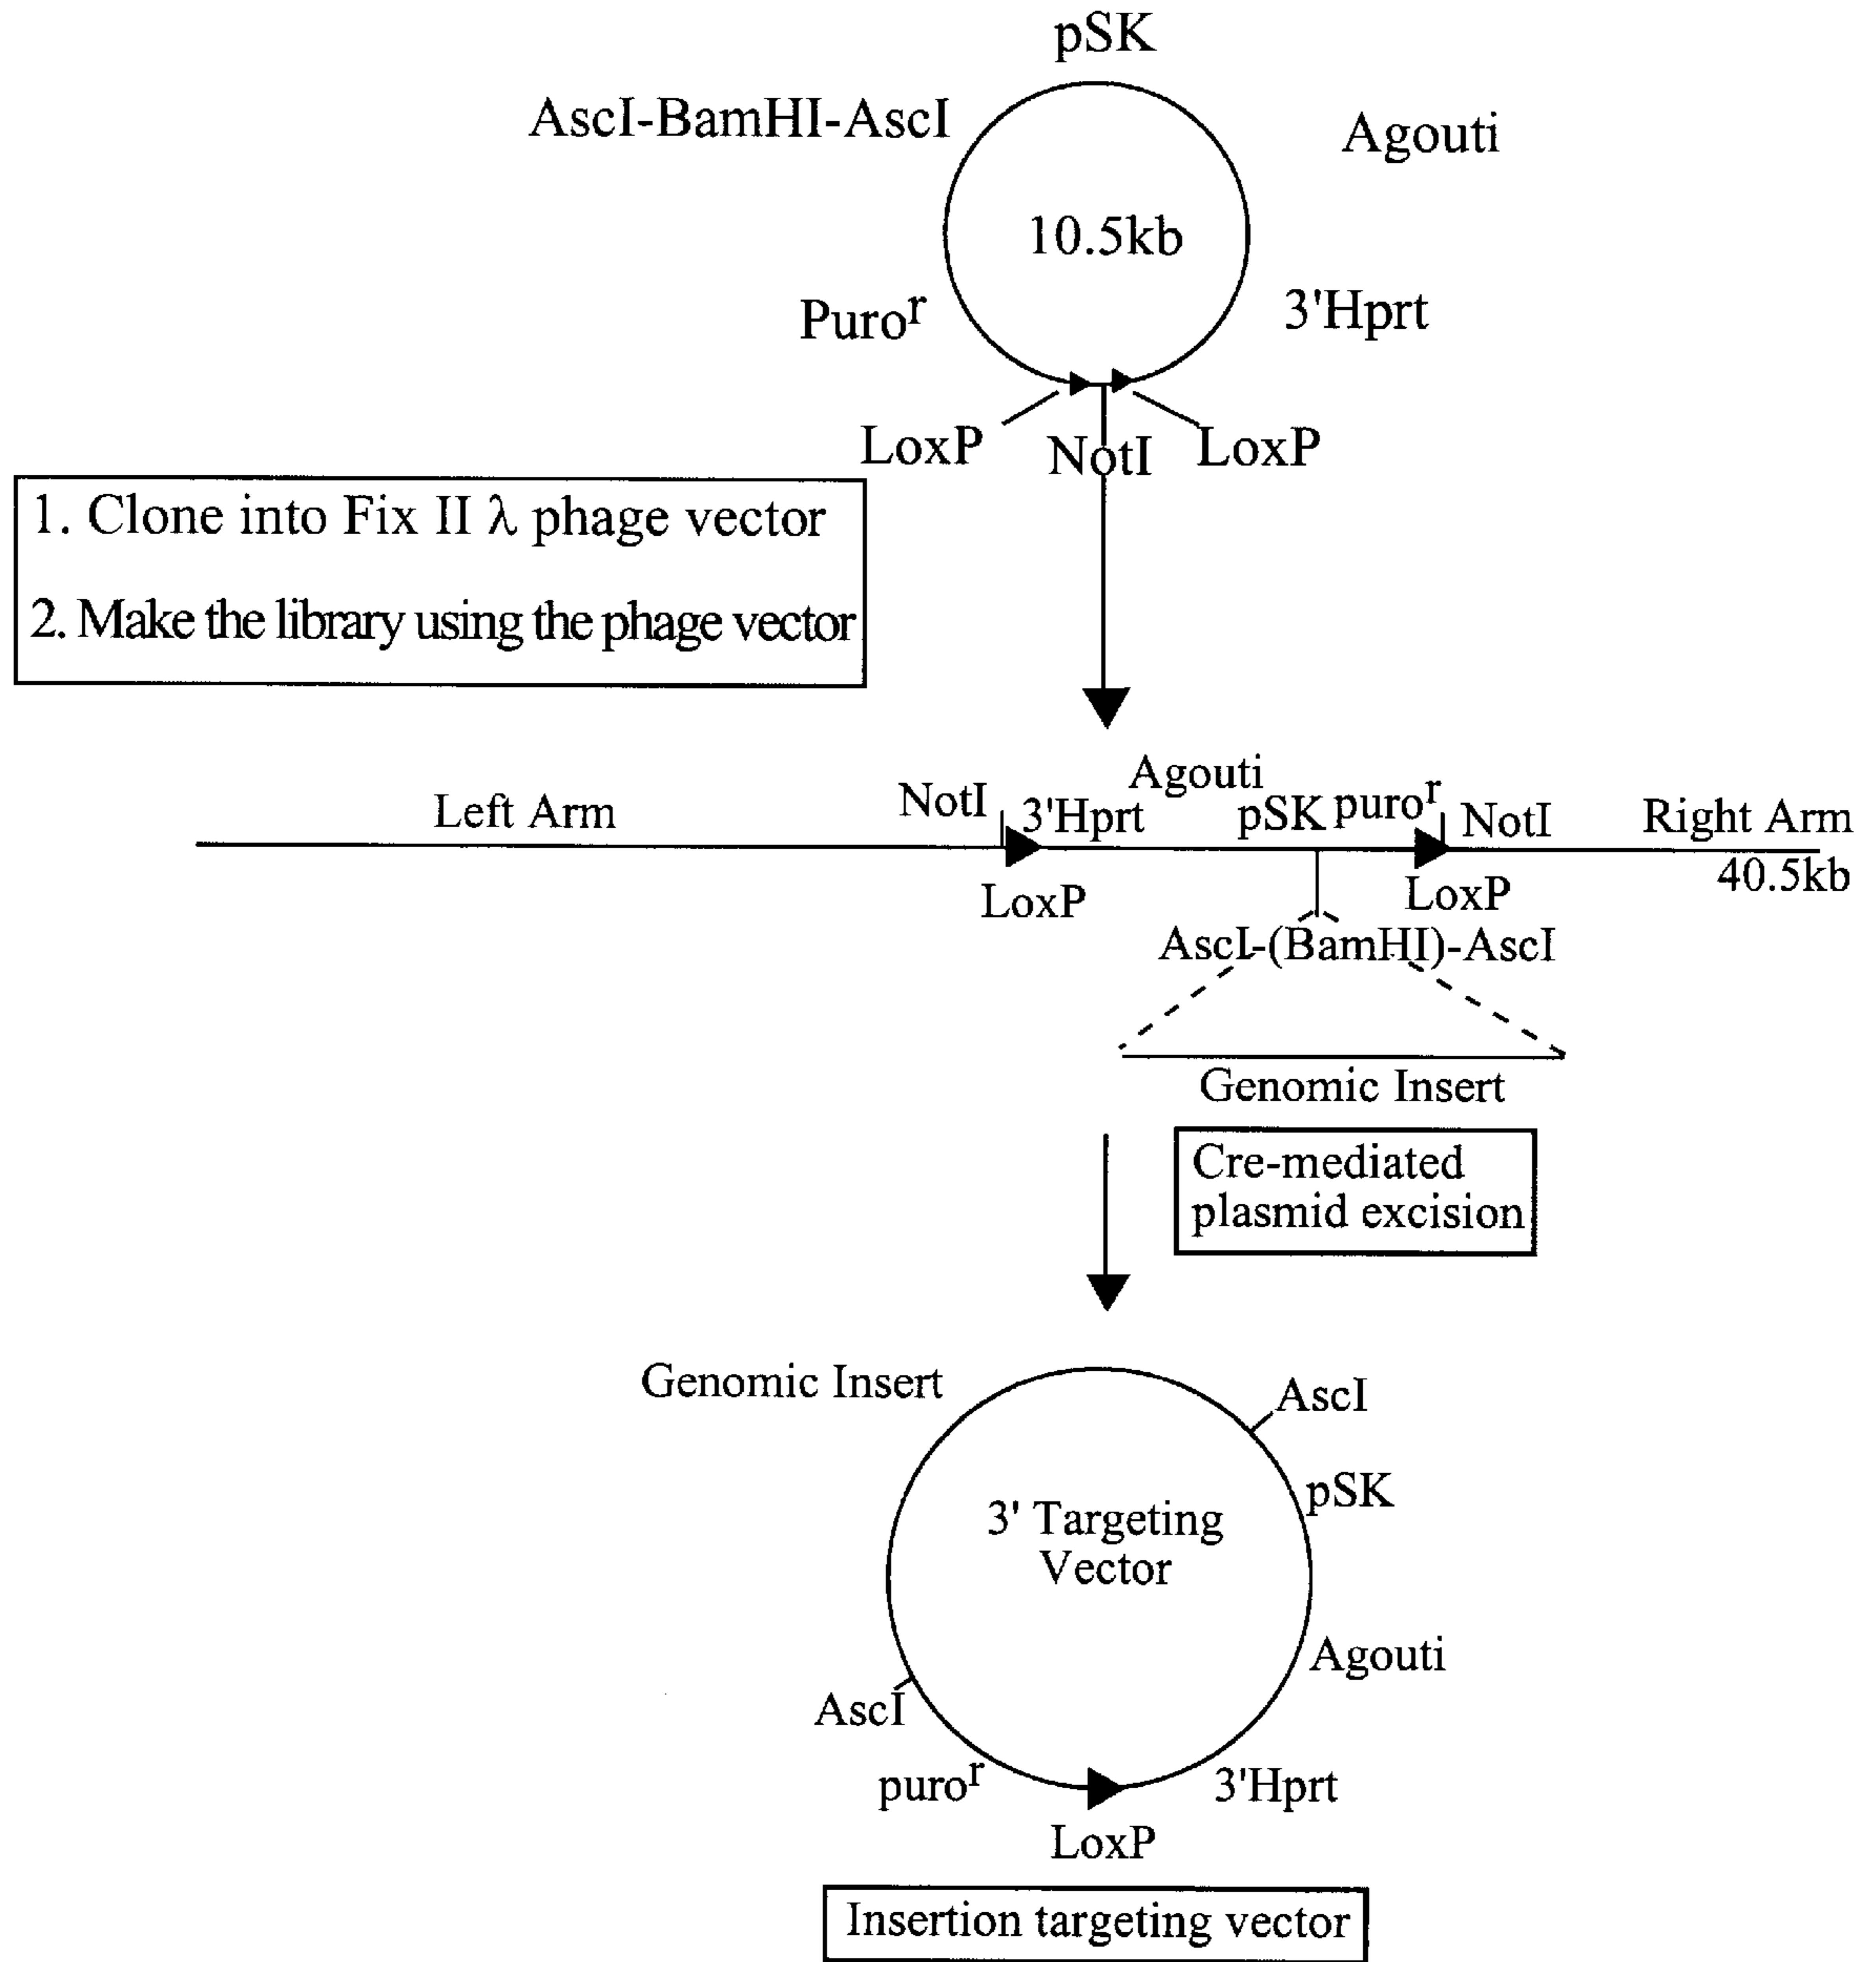 pSK
AscI-BamHI-AscI
Agouti
10.5kb
Puroʳ
3'Hprt
LoxP
NotI
LoxP
1. Clone into Fix II λ phage vector
2. Make the library using the phage vector
Left Arm
NotI
3'Hprt
Agouti
pSK
puroʳ
NotI
Right Arm
40.5kb
LoxP
LoxP
AscI-(BamHI)-AscI
Genomic Insert
Cre-mediated
plasmid excision
Genomic Insert
AscI
pSK
3' Targeting
Vector
Agouti
AscI
puroʳ
3'Hprt
LoxP
Insertion targeting vector